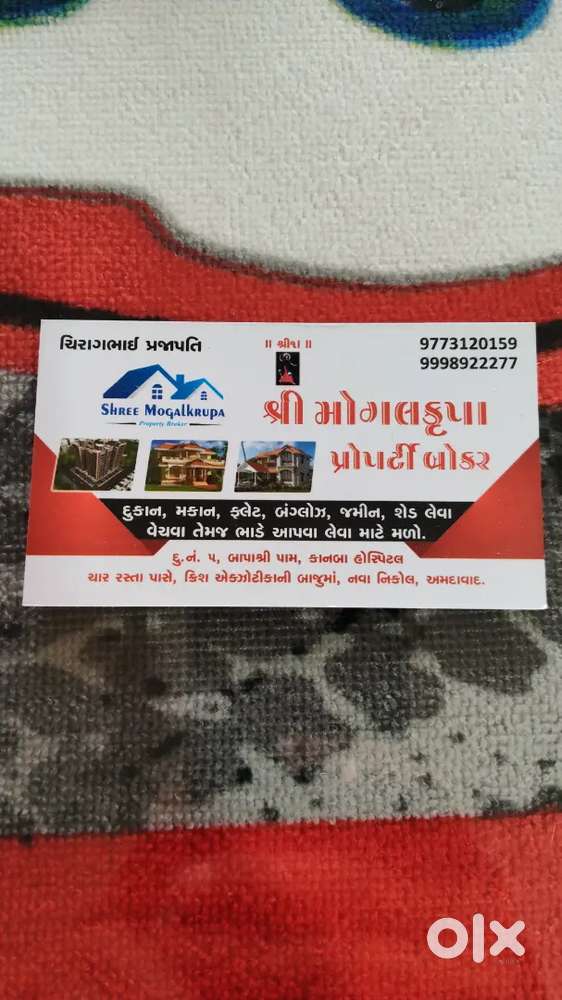 ચિરાગભાઈ પ્રજાપતિ
॥ શ્રી૧ ॥
9773120159
9998922277
SHREE MOGALKRUPA
Property Broker
શ્રી મોગલકૃપા
પ્રોપર્ટી બ્રોકર
દુકાન, મકાન, ફ્લેટ, બંગ્લોઝ, જમીન, શેડ લેવા
વેચવા તેમજ ભાડે આપવા લેવા માટે મળો.
દુ.નં. ૫, બાપાશ્રી પામ, કાનબા હોસ્પિટલ
ચાર રસ્તા પાસે, ક્રિશ એક્ઝોટીકાની બાજુમાં, નવા નિકોલ, અમદાવાદ.
olx